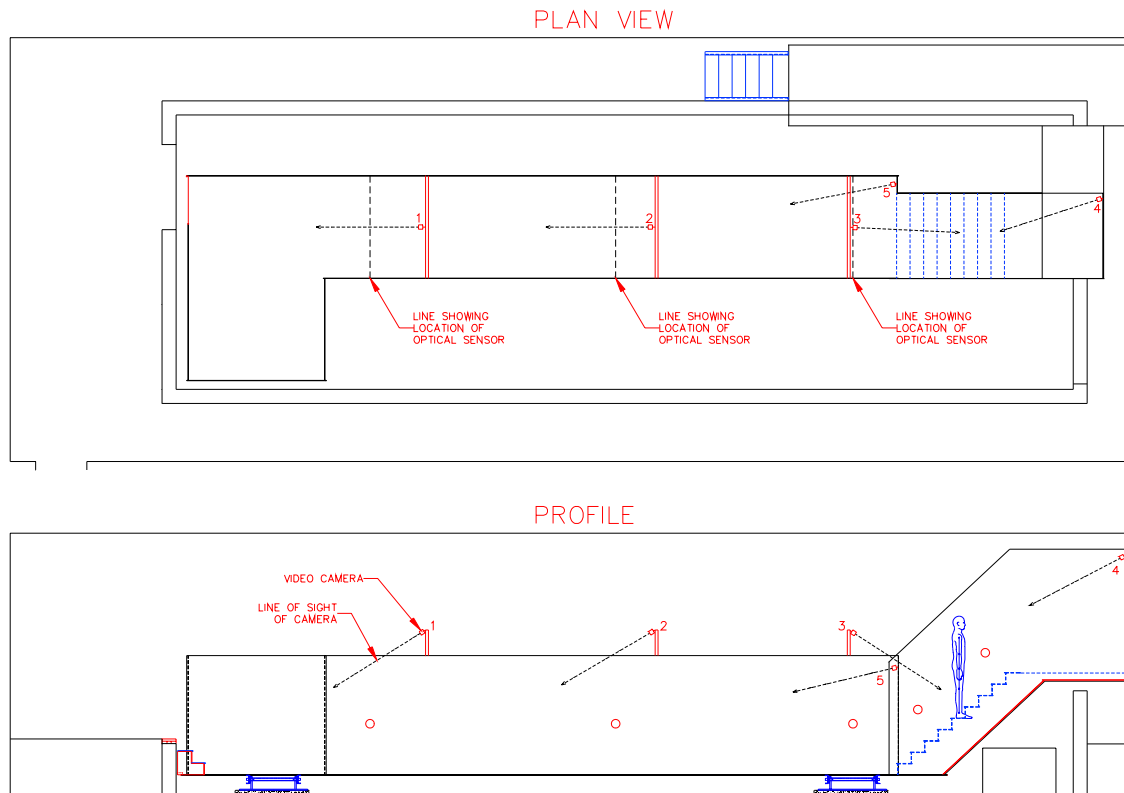 PLAN VIEW
5
4
1
2
3
LINE SHOWING
LOCATION OF
OPTICAL SENSOR
LINE SHOWING
LOCATION OF
OPTICAL SENSOR
LINE SHOWING
LOCATION OF
OPTICAL SENSOR
PROFILE
4
VIDEO CAMERA
LINE OF SIGHT
OF CAMERA
1
2
3
5